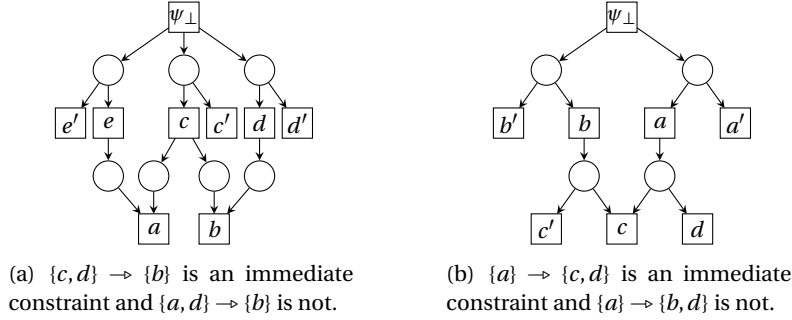 ψ⊥ ψ⊥
e′ e c c′ d d′ b′ b a a′
a b c′ c d
(a) {c,d} ⇾ {b} is an immediate
constraint and {a,d} ⇾ {b} is not.
(b) {a} ⇾ {c,d} is an immediate
constraint and {a} ⇾ {b,d} is not.